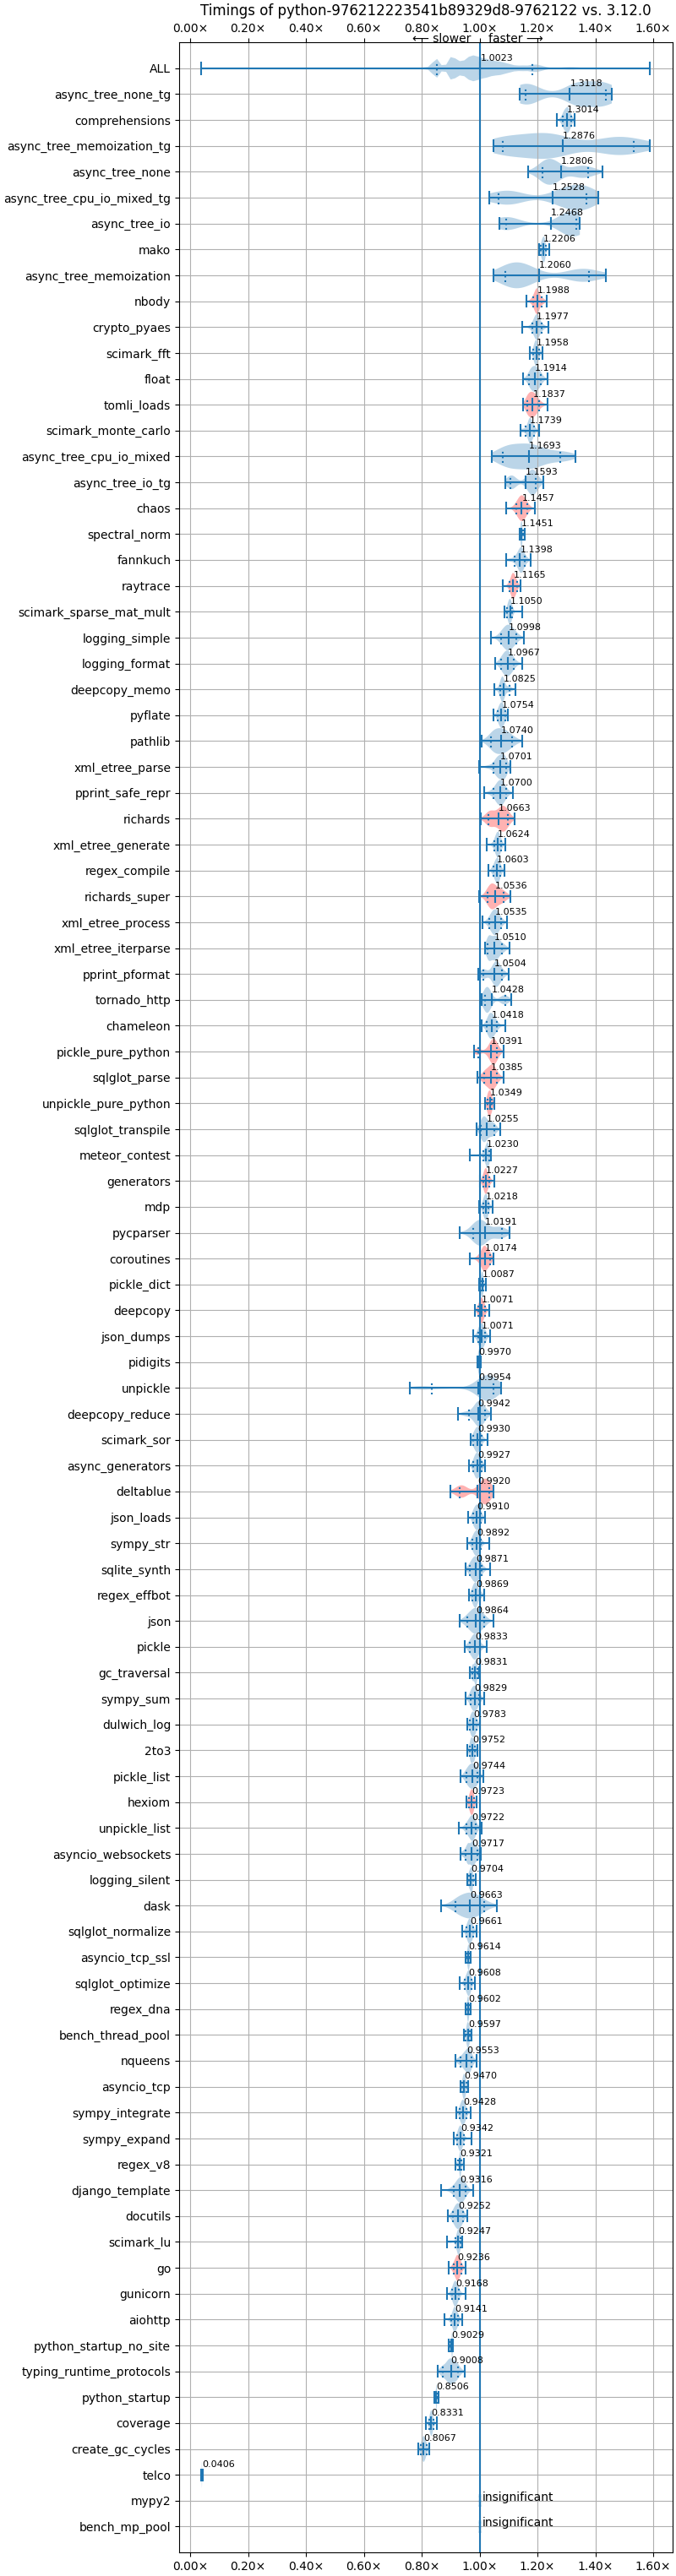 Timings of python-976212223541b89329d8-9762122 vs. 3.12.0
0.00× 0.20× 0.40× 0.60× 0.80× 1.00× 1.20× 1.40× 1.60×
←— slower faster —→
ALL 1.0023
async_tree_none_tg 1.3118
comprehensions 1.3014
async_tree_memoization_tg 1.2876
async_tree_none 1.2806
async_tree_cpu_io_mixed_tg 1.2528
async_tree_io 1.2468
mako 1.2206
async_tree_memoization 1.2060
nbody 1.1988
crypto_pyaes 1.1977
scimark_fft 1.1958
float 1.1914
tomli_loads 1.1837
scimark_monte_carlo 1.1739
async_tree_cpu_io_mixed 1.1693
async_tree_io_tg 1.1593
chaos 1.1457
spectral_norm 1.1451
fannkuch 1.1398
raytrace 1.1165
scimark_sparse_mat_mult 1.1050
logging_simple 1.0998
logging_format 1.0967
deepcopy_memo 1.0825
pyflate 1.0754
pathlib 1.0740
xml_etree_parse 1.0701
pprint_safe_repr 1.0700
richards 1.0663
xml_etree_generate 1.0624
regex_compile 1.0603
richards_super 1.0536
xml_etree_process 1.0535
xml_etree_iterparse 1.0510
pprint_pformat 1.0504
tornado_http 1.0428
chameleon 1.0418
pickle_pure_python 1.0391
sqlglot_parse 1.0385
unpickle_pure_python 1.0349
sqlglot_transpile 1.0255
meteor_contest 1.0230
generators 1.0227
mdp 1.0218
pycparser 1.0191
coroutines 1.0174
pickle_dict 1.0087
deepcopy 1.0071
json_dumps 1.0071
pidigits 0.9970
unpickle 0.9954
deepcopy_reduce 0.9942
scimark_sor 0.9930
async_generators 0.9927
deltablue 0.9920
json_loads 0.9910
sympy_str 0.9892
sqlite_synth 0.9871
regex_effbot 0.9869
json 0.9864
pickle 0.9833
gc_traversal 0.9831
sympy_sum 0.9829
dulwich_log 0.9783
2to3 0.9752
pickle_list 0.9744
hexiom 0.9723
unpickle_list 0.9722
asyncio_websockets 0.9717
logging_silent 0.9704
dask 0.9663
sqlglot_normalize 0.9661
asyncio_tcp_ssl 0.9614
sqlglot_optimize 0.9608
regex_dna 0.9602
bench_thread_pool 0.9597
nqueens 0.9553
asyncio_tcp 0.9470
sympy_integrate 0.9428
sympy_expand 0.9342
regex_v8 0.9321
django_template 0.9316
docutils 0.9252
scimark_lu 0.9247
go 0.9236
gunicorn 0.9168
aiohttp 0.9141
python_startup_no_site 0.9029
typing_runtime_protocols 0.9008
python_startup 0.8506
coverage 0.8331
create_gc_cycles 0.8067
telco 0.0406
mypy2 insignificant
bench_mp_pool insignificant
0.00× 0.20× 0.40× 0.60× 0.80× 1.00× 1.20× 1.40× 1.60×